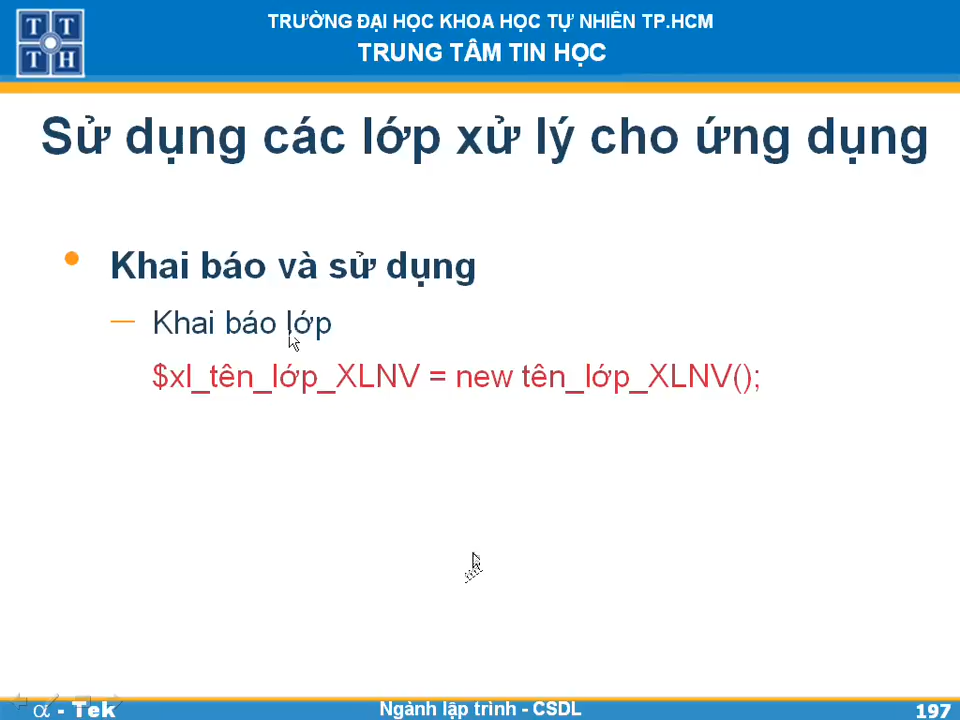 T T
T H
TRƯỜNG ĐẠI HỌC KHOA HỌC TỰ NHIÊN TP.HCM
TRUNG TÂM TIN HỌC
Sử dụng các lớp xử lý cho ứng dụng
• Khai báo và sử dụng
– Khai báo lớp
$xl_tên_lớp_XLNV = new tên_lớp_XLNV();
α - Tek
Ngành lập trình - CSDL
197